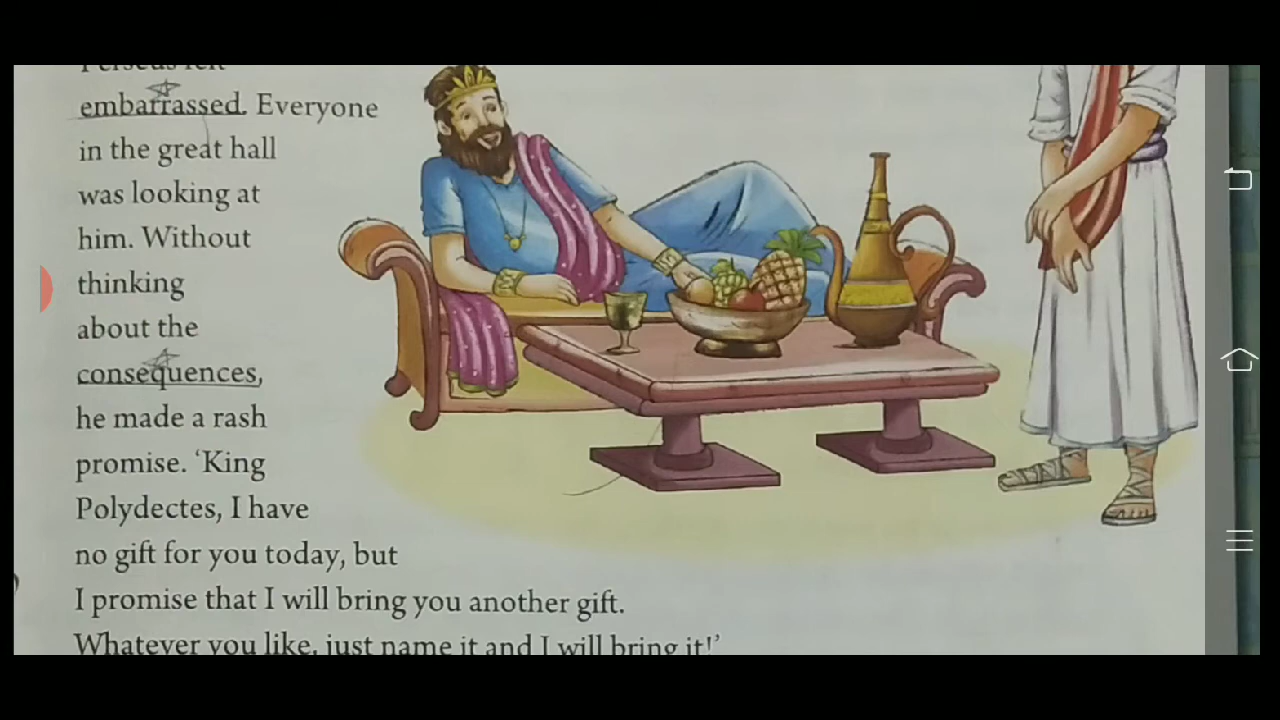 Perseus felt
embarrassed. Everyone
in the great hall
was looking at
him. Without
thinking
about the
consequences,
he made a rash
promise. ‘King
Polydectes, I have
no gift for you today, but
I promise that I will bring you another gift.
Whatever you like, just name it and I will bring it!’